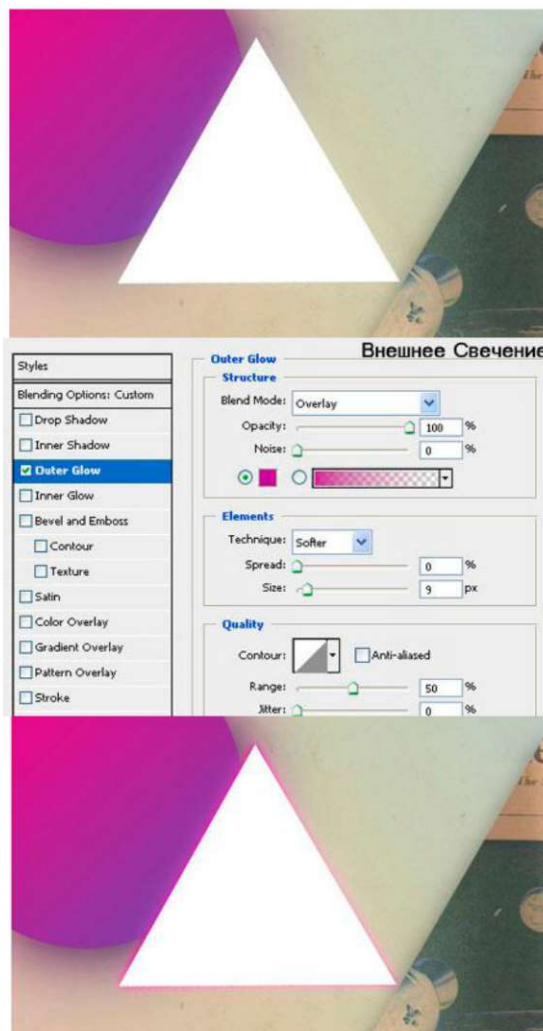 The
Внешнее Свечение
Styles
Blending Options: Custom
Drop Shadow
Inner Shadow
Outer Glow
Inner Glow
Bevel and Emboss
Contour
Texture
Satin
Color Overlay
Gradient Overlay
Pattern Overlay
Stroke
Outer Glow
Structure
Blend Mode: Overlay
Opacity: 100 %
Noise: 0 %
Elements
Technique: Softer
Spread: 0 %
Size: 9 px
Quality
Contour: Anti-aliased
Range: 50 %
Jitter: 0 %
The